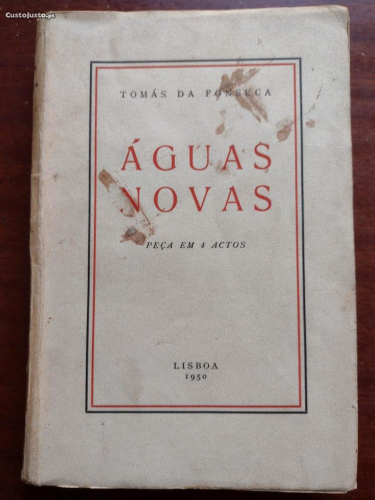 CustoJusto.pt
TOMÁS DA FONSECA
ÁGUAS
NOVAS
PEÇA EM 4 ACTOS
LISBOA
1950